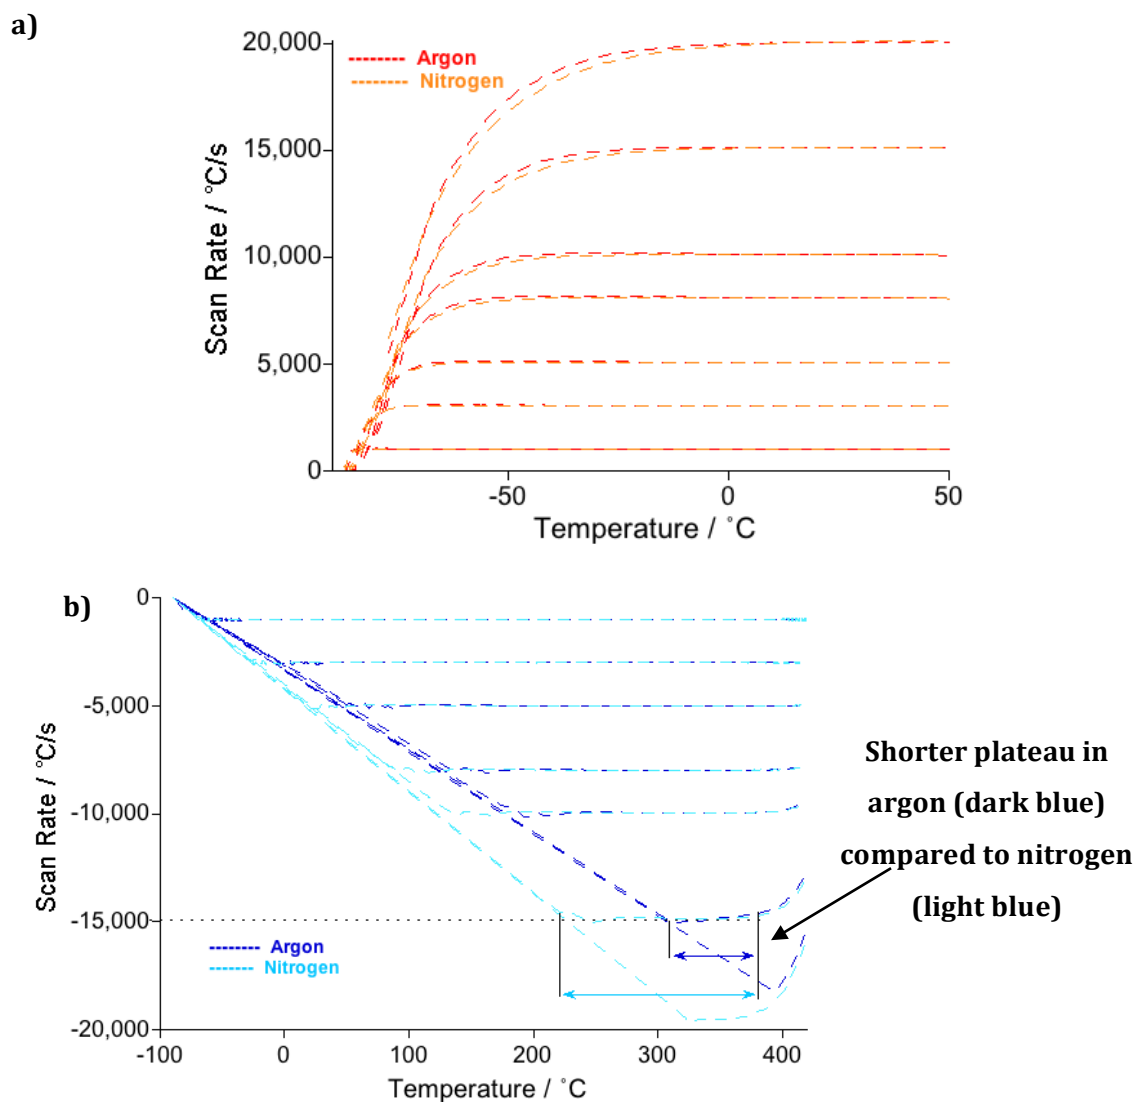 a)
20,000
15,000
10,000
5,000
0
Scan Rate / °C/s
Argon
Nitrogen
-50
0
50
Temperature / ˚C
b)
0
-5,000
-10,000
-15,000
-20,000
Scan Rate / °C/s
Argon
Nitrogen
-100
0
100
200
300
400
Temperature / ˚C
Shorter plateau in
argon (dark blue)
compared to nitrogen
(light blue)